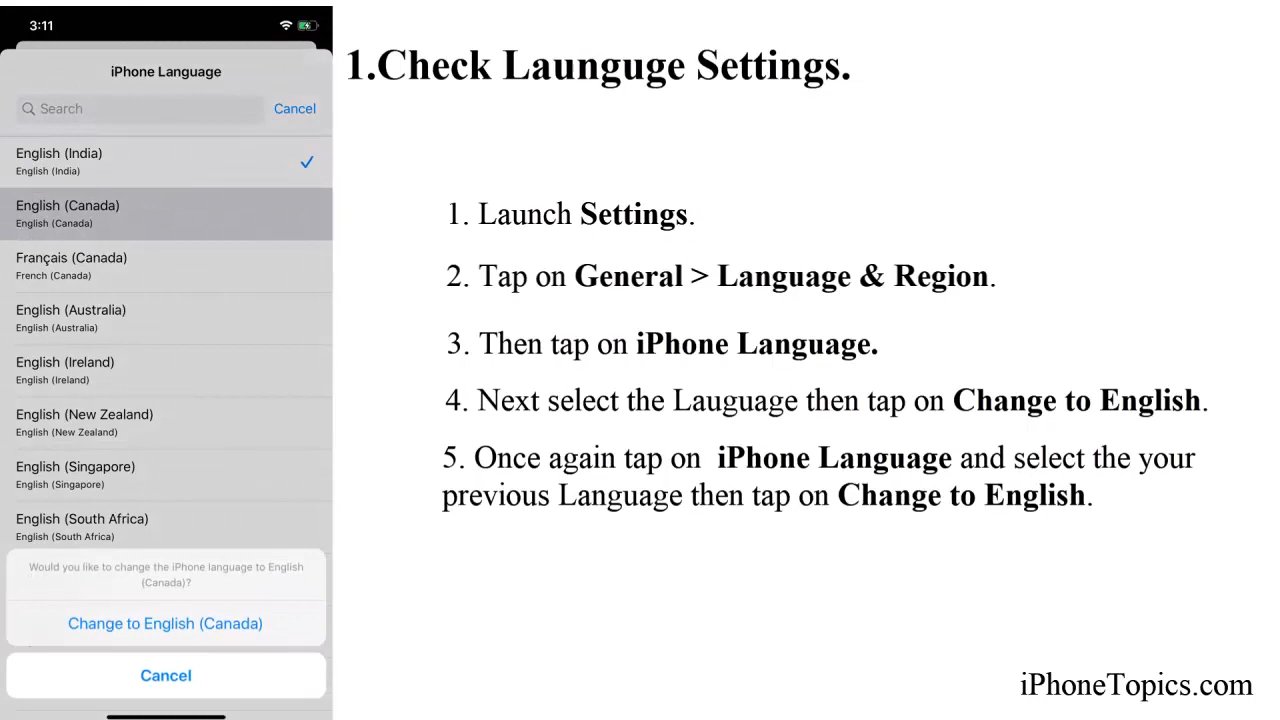 3:11
iPhone Language
Search
Cancel
English (India)
English (India)
English (Canada)
English (Canada)
Français (Canada)
French (Canada)
English (Australia)
English (Australia)
English (Ireland)
English (Ireland)
English (New Zealand)
English (New Zealand)
English (Singapore)
English (Singapore)
English (South Africa)
English (South Africa)
Would you like to change the iPhone language to English
(Canada)?
Change to English (Canada)
Cancel
1.Check Launguge Settings.
1. Launch Settings.
2. Tap on General > Language & Region.
3. Then tap on iPhone Language.
4. Next select the Lauguage then tap on Change to English.
5. Once again tap on iPhone Language and select the your
previous Language then tap on Change to English.
iPhoneTopics.com